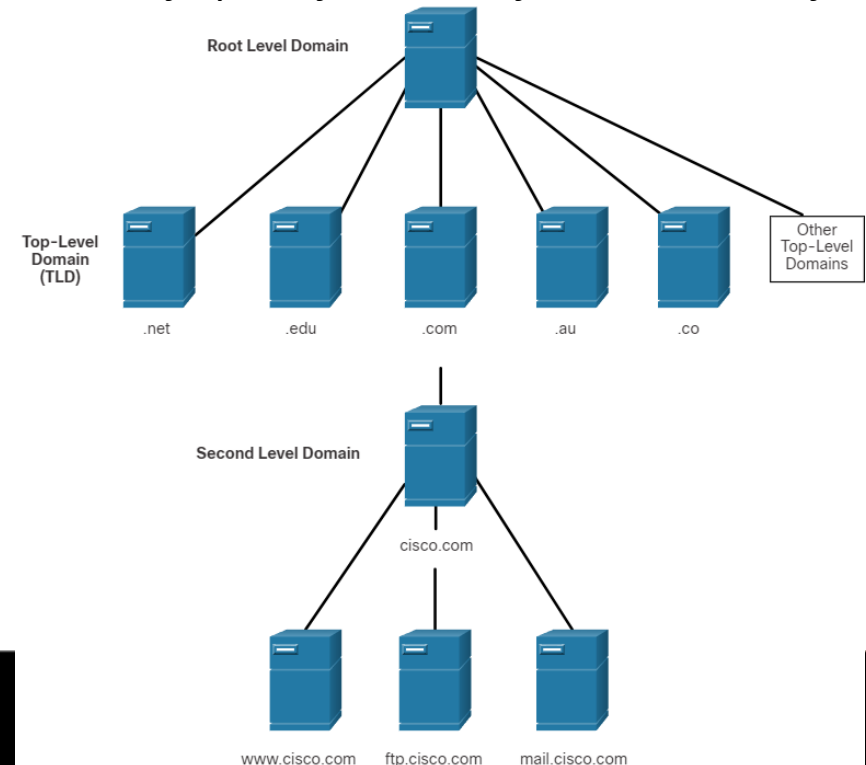 Root Level Domain
Top-Level
Domain
(TLD)
Other
Top-Level
Domains
.net
.edu
.com
.au
.co
Second Level Domain
cisco.com
www.cisco.com
ftp.cisco.com
mail.cisco.com